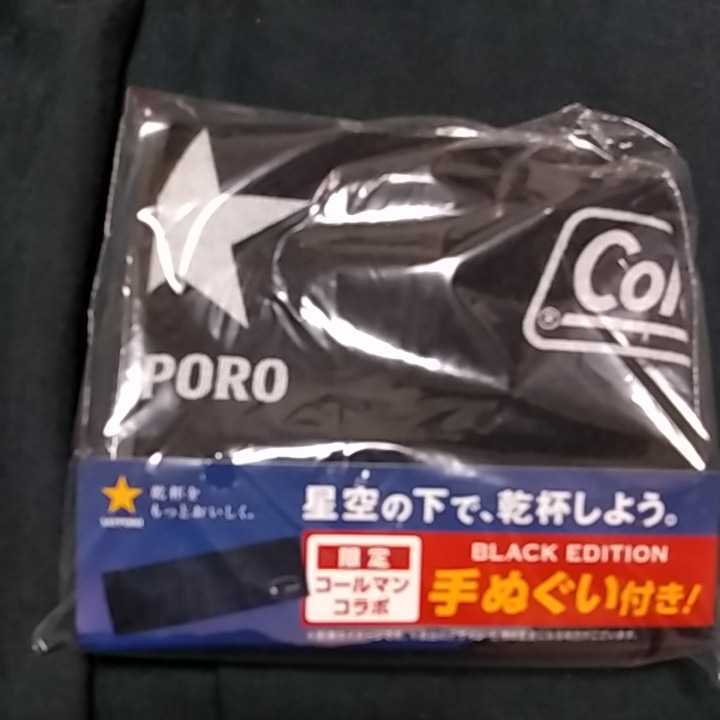 PORO
Col
®
SAPPORO
乾杯を
もっとおいしく。
星空の下で、乾杯しよう。
限定
コールマン
コラボ
BLACK EDITION
手ぬぐい付き!